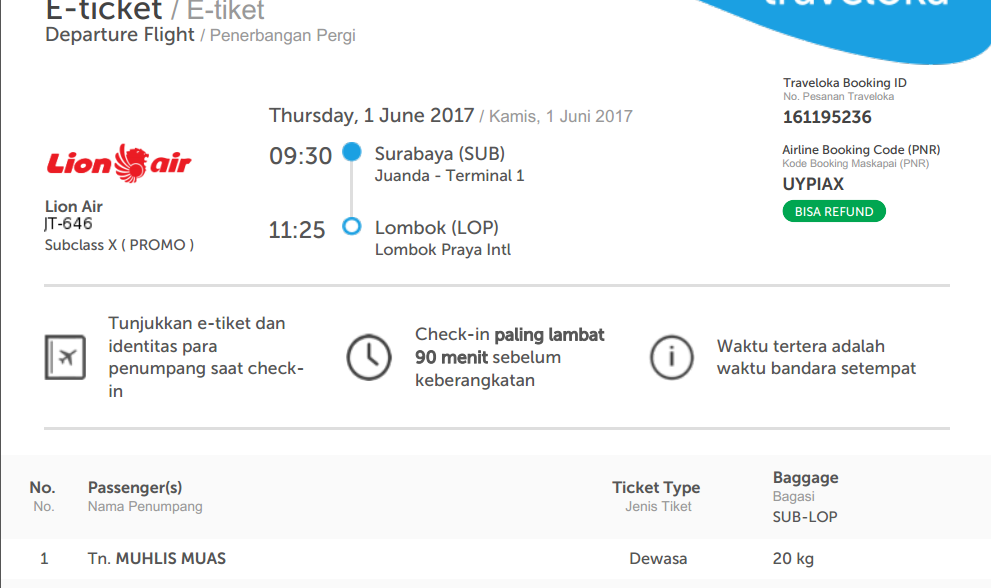 E-ticket / E-tiket
traveloka
Departure Flight / Penerbangan Pergi
Traveloka Booking ID
No. Pesanan Traveloka
161195236
Thursday, 1 June 2017 / Kamis, 1 Juni 2017
Airline Booking Code (PNR)
Kode Booking Maskapai (PNR)
UYPIAX
BISA REFUND
Lion air
Lion Air
JT-646
Subclass X ( PROMO )
09:30
Surabaya (SUB)
Juanda - Terminal 1
11:25
Lombok (LOP)
Lombok Praya Intl
Tunjukkan e-tiket dan
identitas para
penumpang saat check-
in
Check-in paling lambat
90 menit sebelum
keberangkatan
Waktu tertera adalah
waktu bandara setempat
No. Passenger(s) Ticket Type Baggage
No. Nama Penumpang Jenis Tiket Bagasi
SUB-LOP
1 Tn. MUHLIS MUAS Dewasa 20 kg